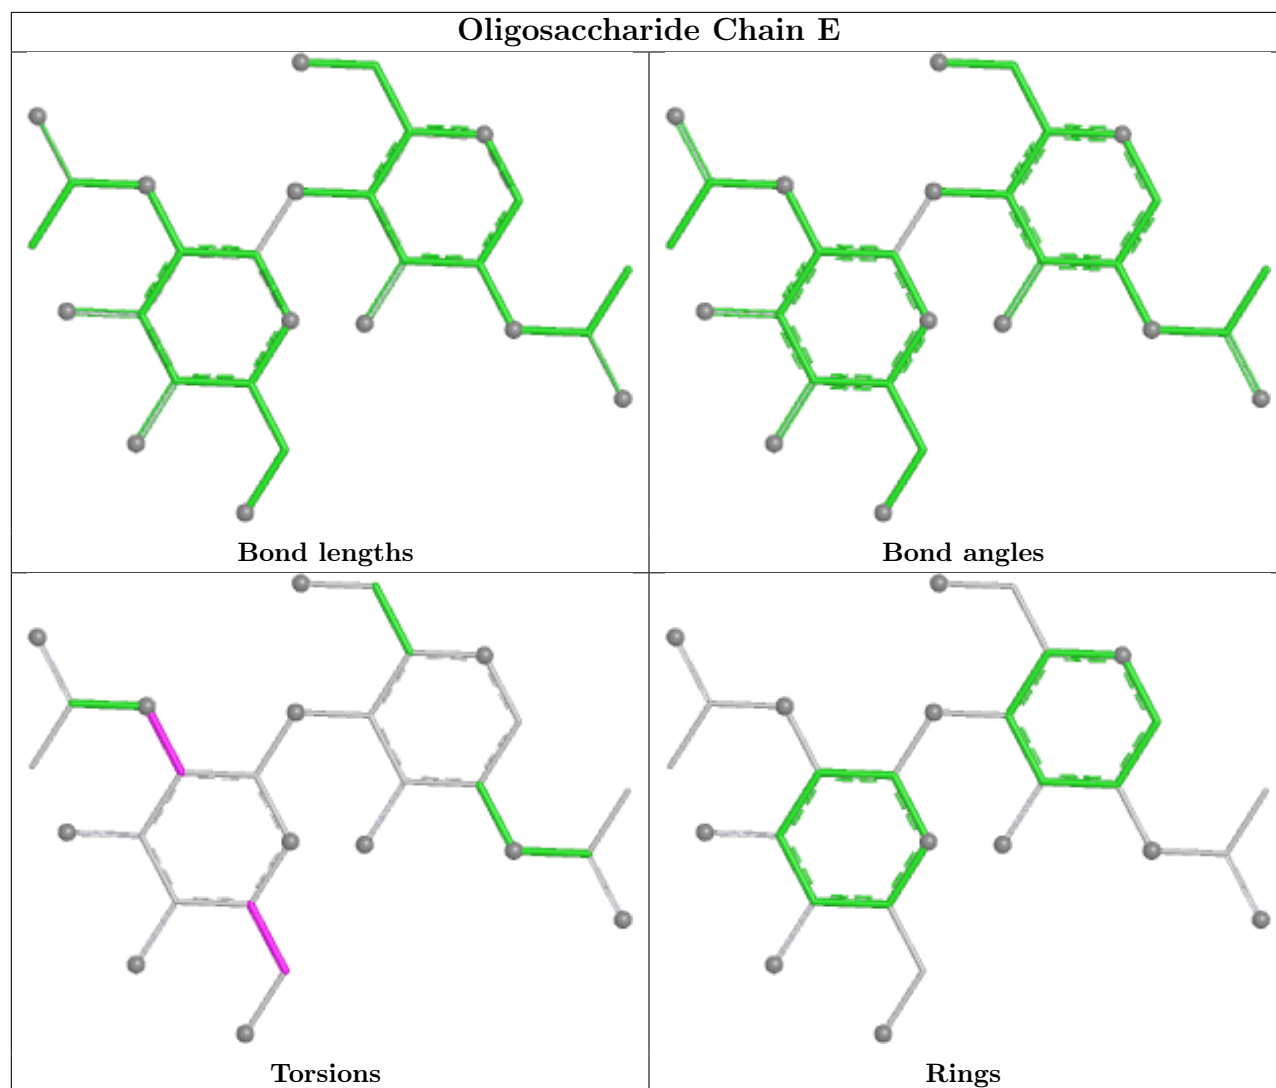 Oligosaccharide Chain E
Bond lengths
Bond angles
Torsions
Rings